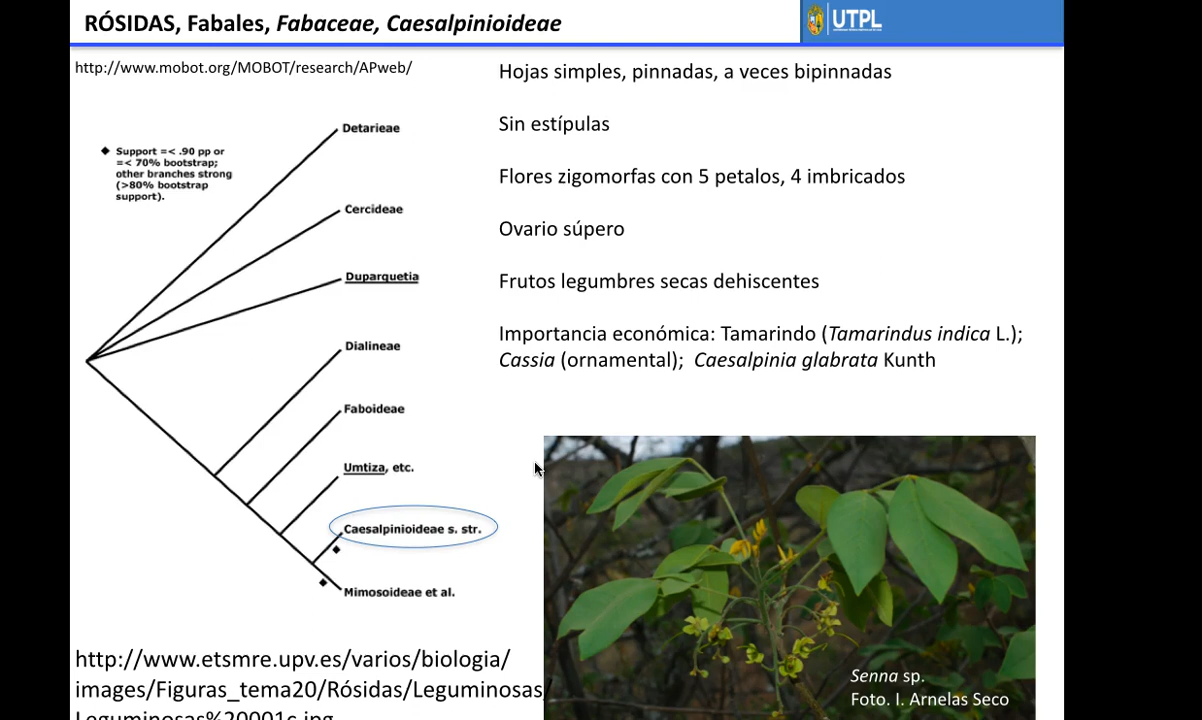 RÓSIDAS, Fabales, Fabaceae, Caesalpinioideae
UTPL
http://www.mobot.org/MOBOT/research/APweb/
Support =< .90 pp or
=< 70% bootstrap;
other branches strong
(>80% bootstrap
support).
Detarieae
Cercideae
Duparquetia
Dialineae
Faboideae
Umtiza, etc.
Caesalpinioideae s. str.
Mimosoideae et al.
Hojas simples, pinnadas, a veces bipinnadas
Sin estípulas
Flores zigomorfas con 5 petalos, 4 imbricados
Ovario súpero
Frutos legumbres secas dehiscentes
Importancia económica: Tamarindo (Tamarindus indica L.);
Cassia (ornamental); Caesalpinia glabrata Kunth
http://www.etsmre.upv.es/varios/biologia/
images/Figuras_tema20/Rósidas/Leguminosas/
Leguminosas%20001c.jpg
Senna sp.
Foto. I. Arnelas Seco